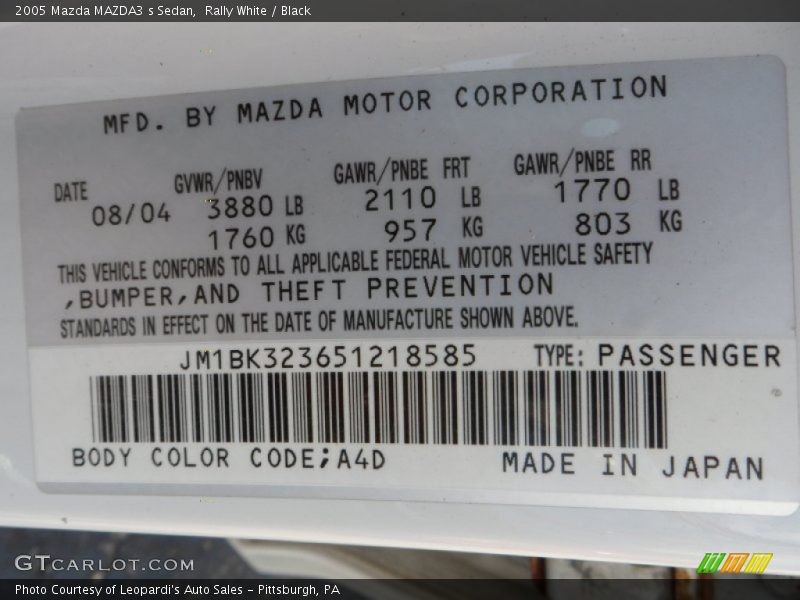 2005 Mazda MAZDA3 s Sedan, Rally White / Black
MFD. BY MAZDA MOTOR CORPORATION
DATE GVWR/PNBV GAWR/PNBE FRT GAWR/PNBE RR
08/04 3880 LB 2110 LB 1770 LB
1760 KG 957 KG 803 KG
THIS VEHICLE CONFORMS TO ALL APPLICABLE FEDERAL MOTOR VEHICLE SAFETY
,BUMPER,AND THEFT PREVENTION
STANDARDS IN EFFECT ON THE DATE OF MANUFACTURE SHOWN ABOVE.
JM1BK323651218585 TYPE: PASSENGER
BODY COLOR CODE;A4D MADE IN JAPAN
GTCARLOT.COM
Photo Courtesy of Leopardi's Auto Sales - Pittsburgh, PA